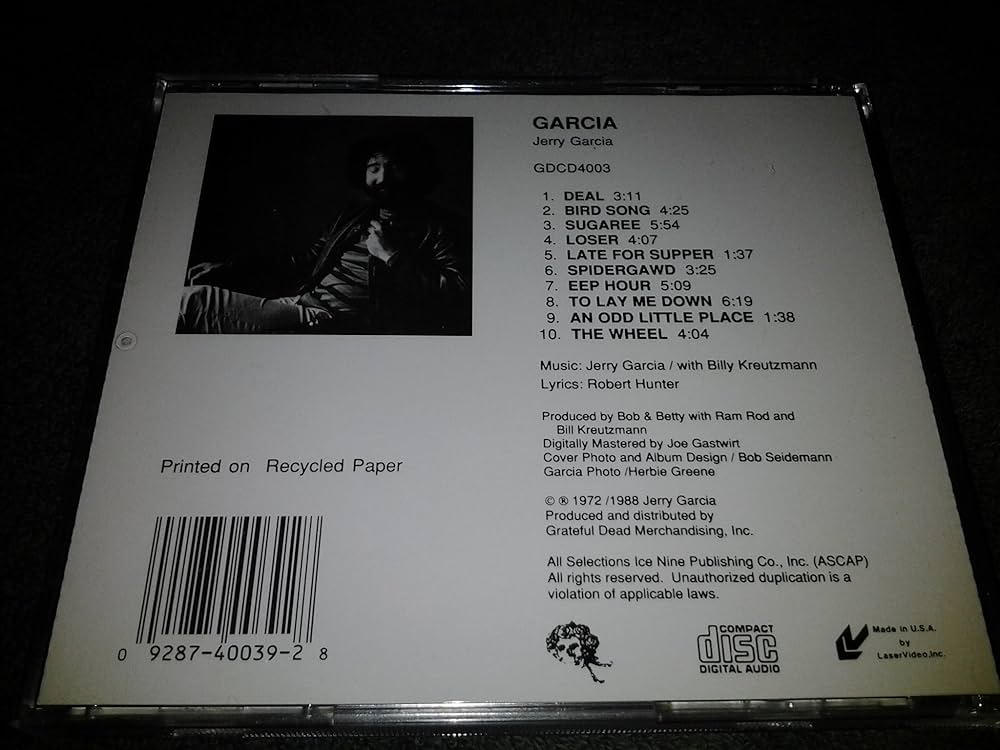 GARCIA
Jerry Garcia
GDCD4003
1. DEAL 3:11
2. BIRD SONG 4:25
3. SUGAREE 5:54
4. LOSER 4:07
5. LATE FOR SUPPER 1:37
6. SPIDERGAWD 3:25
7. EEP HOUR 5:09
8. TO LAY ME DOWN 6:19
9. AN ODD LITTLE PLACE 1:38
10. THE WHEEL 4:04
Music: Jerry Garcia / with Billy Kreutzmann
Lyrics: Robert Hunter
Produced by Bob & Betty with Ram Rod and
Bill Kreutzmann
Digitally Mastered by Joe Gastwirt
Cover Photo and Album Design / Bob Seidemann
Garcia Photo /Herbie Greene
© ® 1972 /1988 Jerry Garcia
Produced and distributed by
Grateful Dead Merchandising, Inc.
All Selections Ice Nine Publishing Co., Inc. (ASCAP)
All rights reserved. Unauthorized duplication is a
violation of applicable laws.
Printed on Recycled Paper
0 9287-40039-2 8
COMPACT
disc
DIGITAL AUDIO
Made in U.S.A.
by
LaserVideo,Inc.